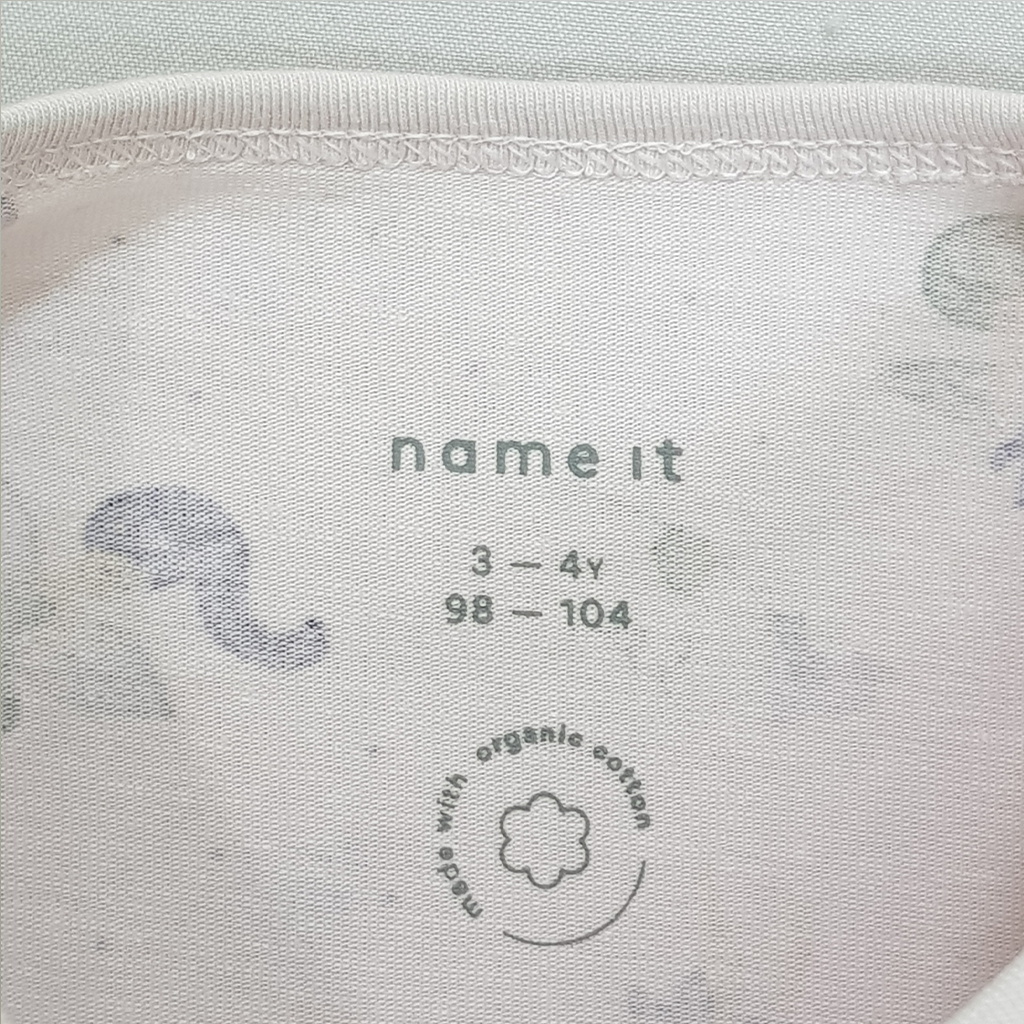 name it
3 – 4Y
98 – 104
made with organic cotton